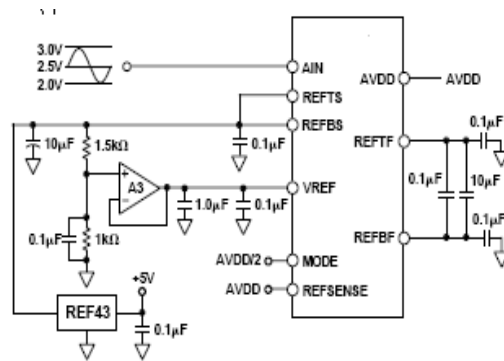 3.0V
2.5V
2.0V
AIN
REFTS
REFBS
10µF
1.5kΩ
0.1µF
+
A3
−
VREF
1.0µF
0.1µF
0.1µF
1kΩ
+5V
REF43
0.1µF
AVDD/2
MODE
AVDD
REFSENSE
AVDD
AVDD
0.1µF
REFTF
0.1µF
10µF
0.1µF
REFBF